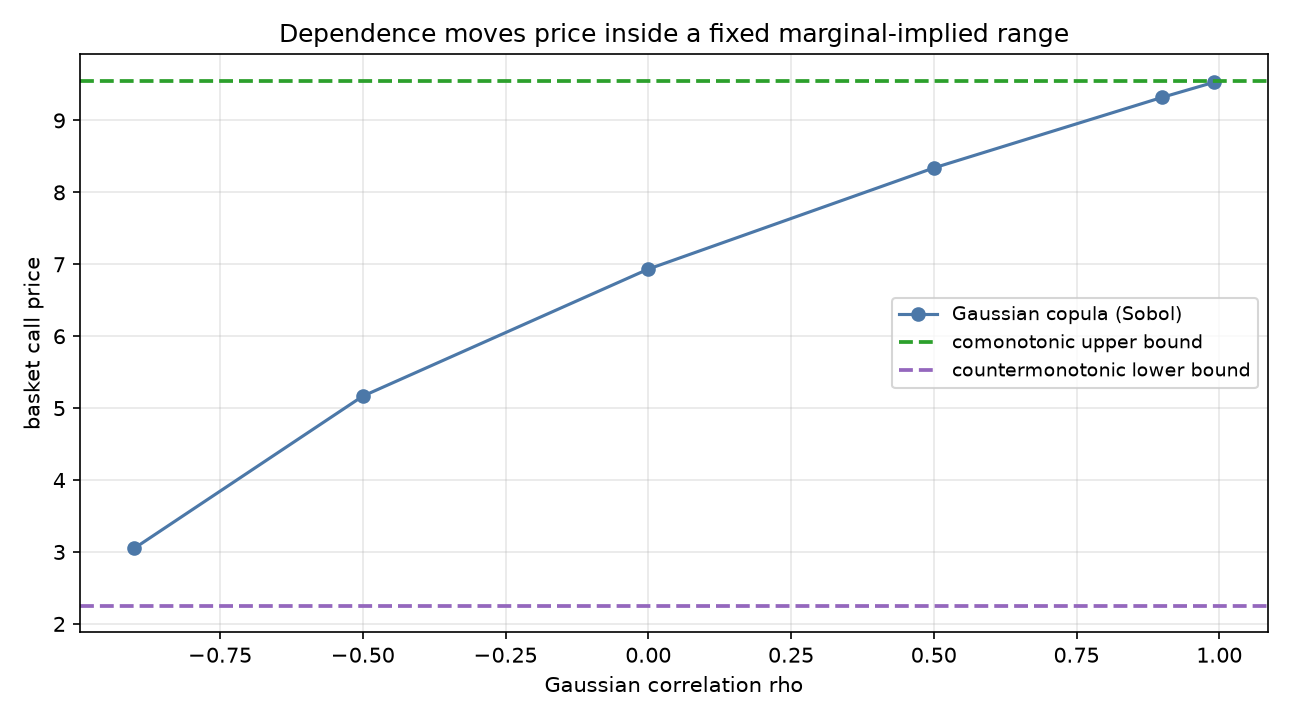 Dependence moves price inside a fixed marginal-implied range
basket call price
9
8
7
6
5
4
3
2
Gaussian copula (Sobol)
comonotonic upper bound
countermonotonic lower bound
−0.75 −0.50 −0.25 0.00 0.25 0.50 0.75 1.00
Gaussian correlation rho